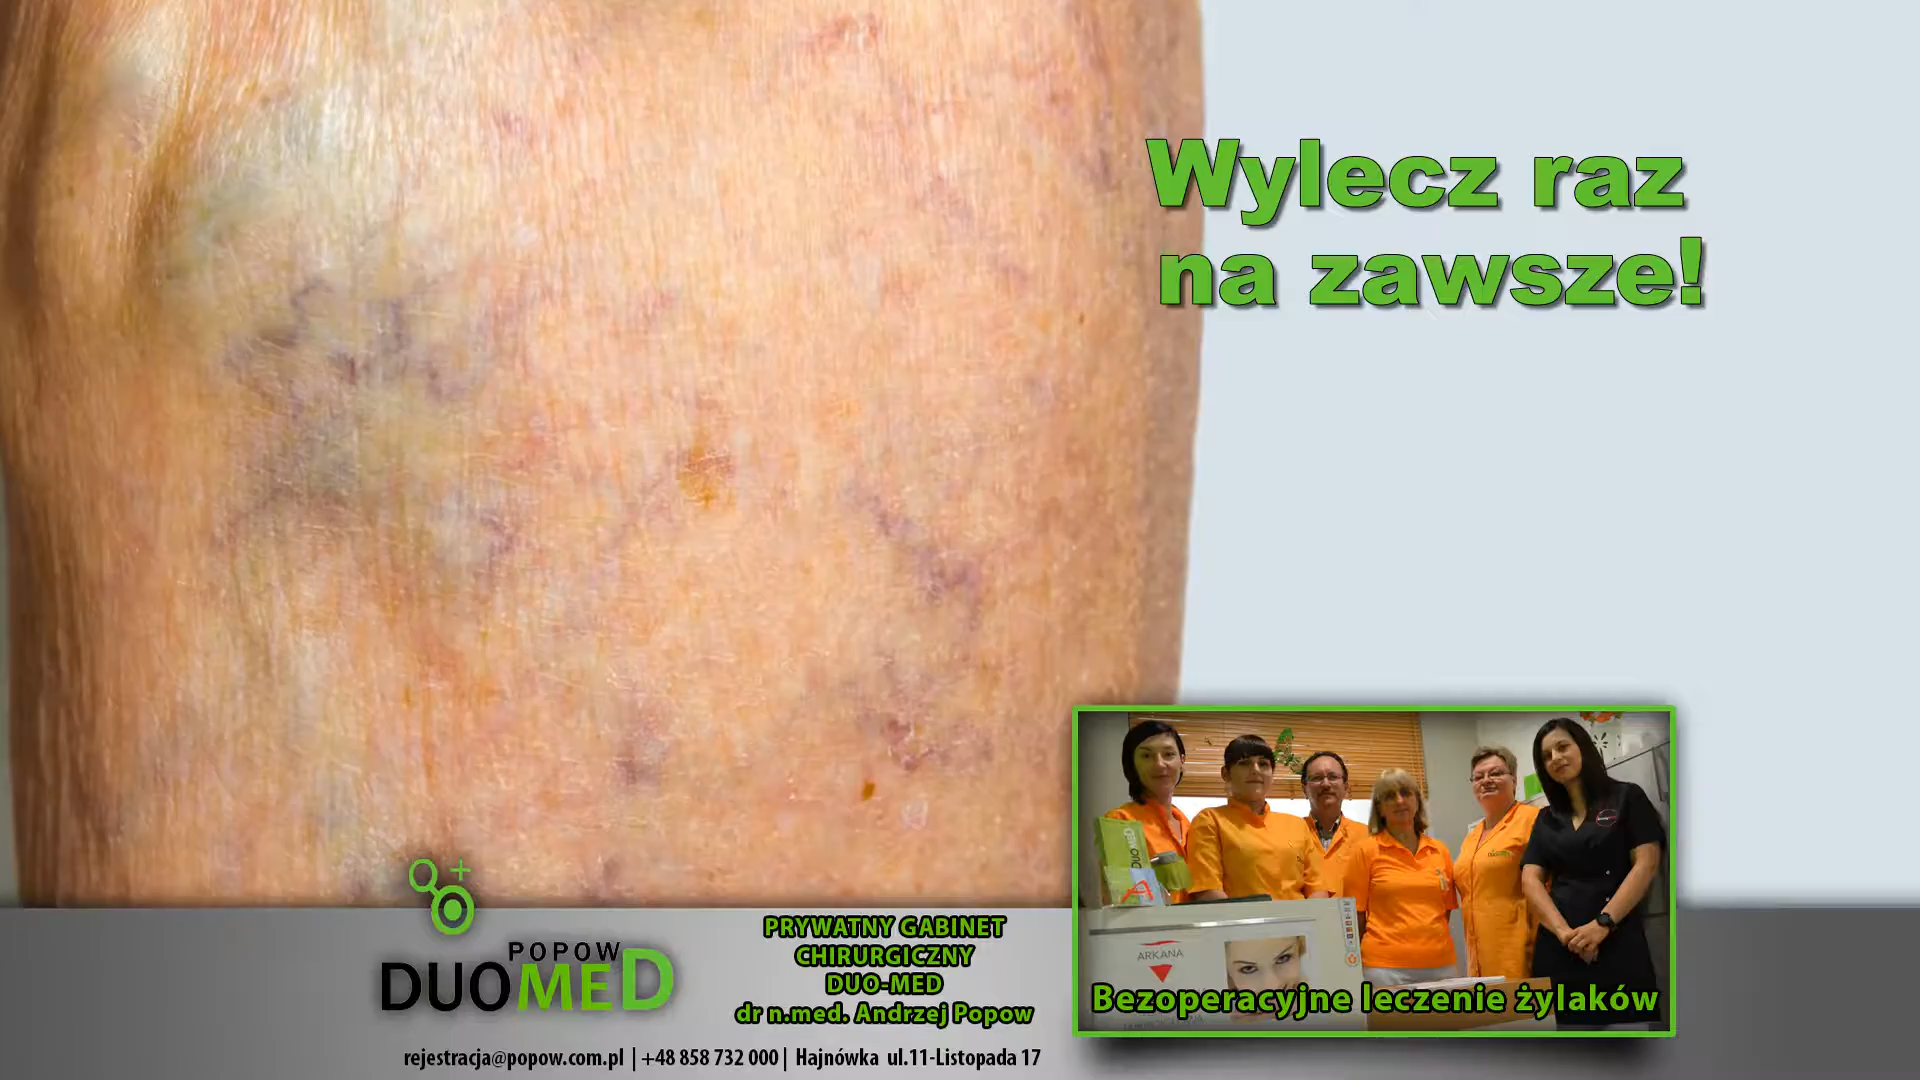 Wylecz raz
na zawsze!
POPOW
DUOMED
PRYWATNY GABINET
CHIRURGICZNY
DUO-MED
dr n.med. Andrzej Popow
rejestracja@popow.com.pl | +48 858 732 000 | Hajnówka ul.11-Listopada 17
DUOMED
ARKANA
Bezoperacyjne leczenie żylaków